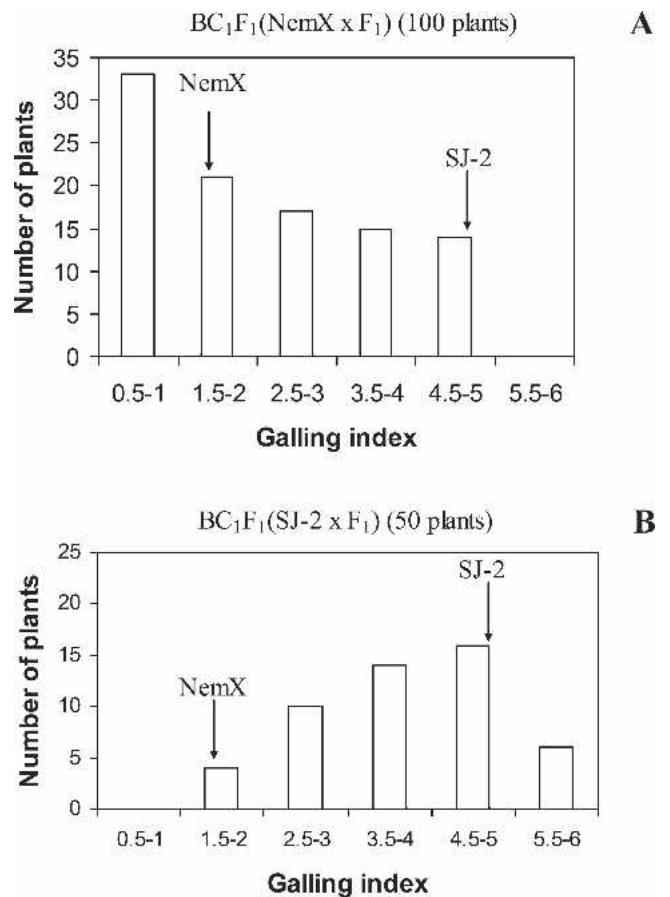 BC₁F₁(NemX x F₁) (100 plants)
A
Number of plants
35
30
25
20
15
10
5
0
NemX
SJ-2
0.5-1 1.5-2 2.5-3 3.5-4 4.5-5 5.5-6
Galling index
BC₁F₁(SJ-2 x F₁) (50 plants)
B
Number of plants
25
20
15
10
5
0
SJ-2
NemX
0.5-1 1.5-2 2.5-3 3.5-4 4.5-5 5.5-6
Galling index